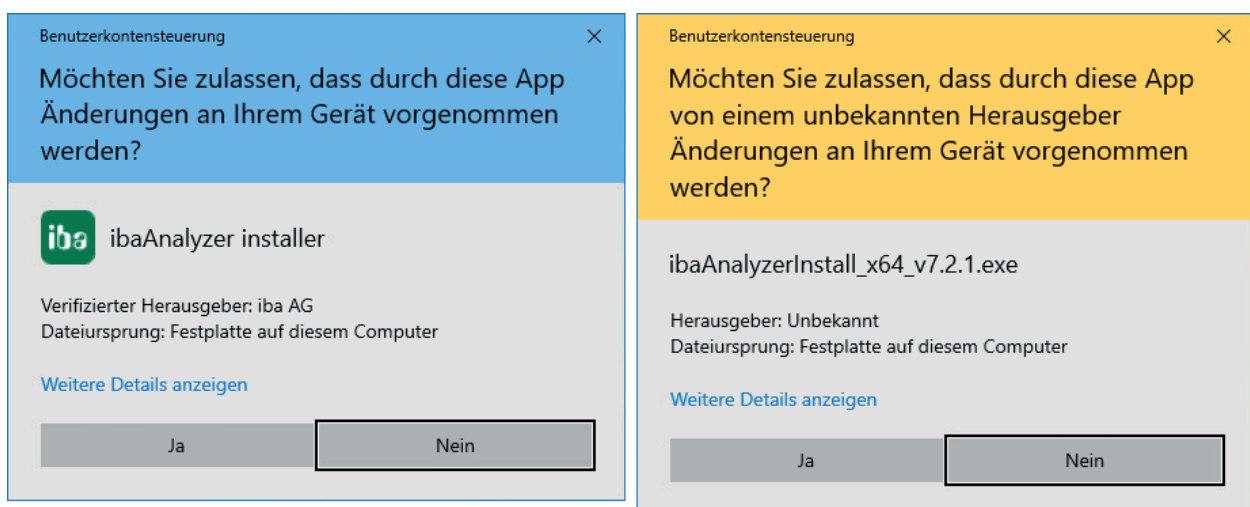 Benutzerkontensteuerung
Möchten Sie zulassen, dass durch diese App
Änderungen an Ihrem Gerät vorgenommen
werden?
iba
ibaAnalyzer installer
Verifizierter Herausgeber: iba AG
Dateiursprung: Festplatte auf diesem Computer
Weitere Details anzeigen
Ja
Nein
Benutzerkontensteuerung
Möchten Sie zulassen, dass durch diese App
von einem unbekannten Herausgeber
Änderungen an Ihrem Gerät vorgenommen
werden?
ibaAnalyzerInstall_x64_v7.2.1.exe
Herausgeber: Unbekannt
Dateiursprung: Festplatte auf diesem Computer
Weitere Details anzeigen
Ja
Nein